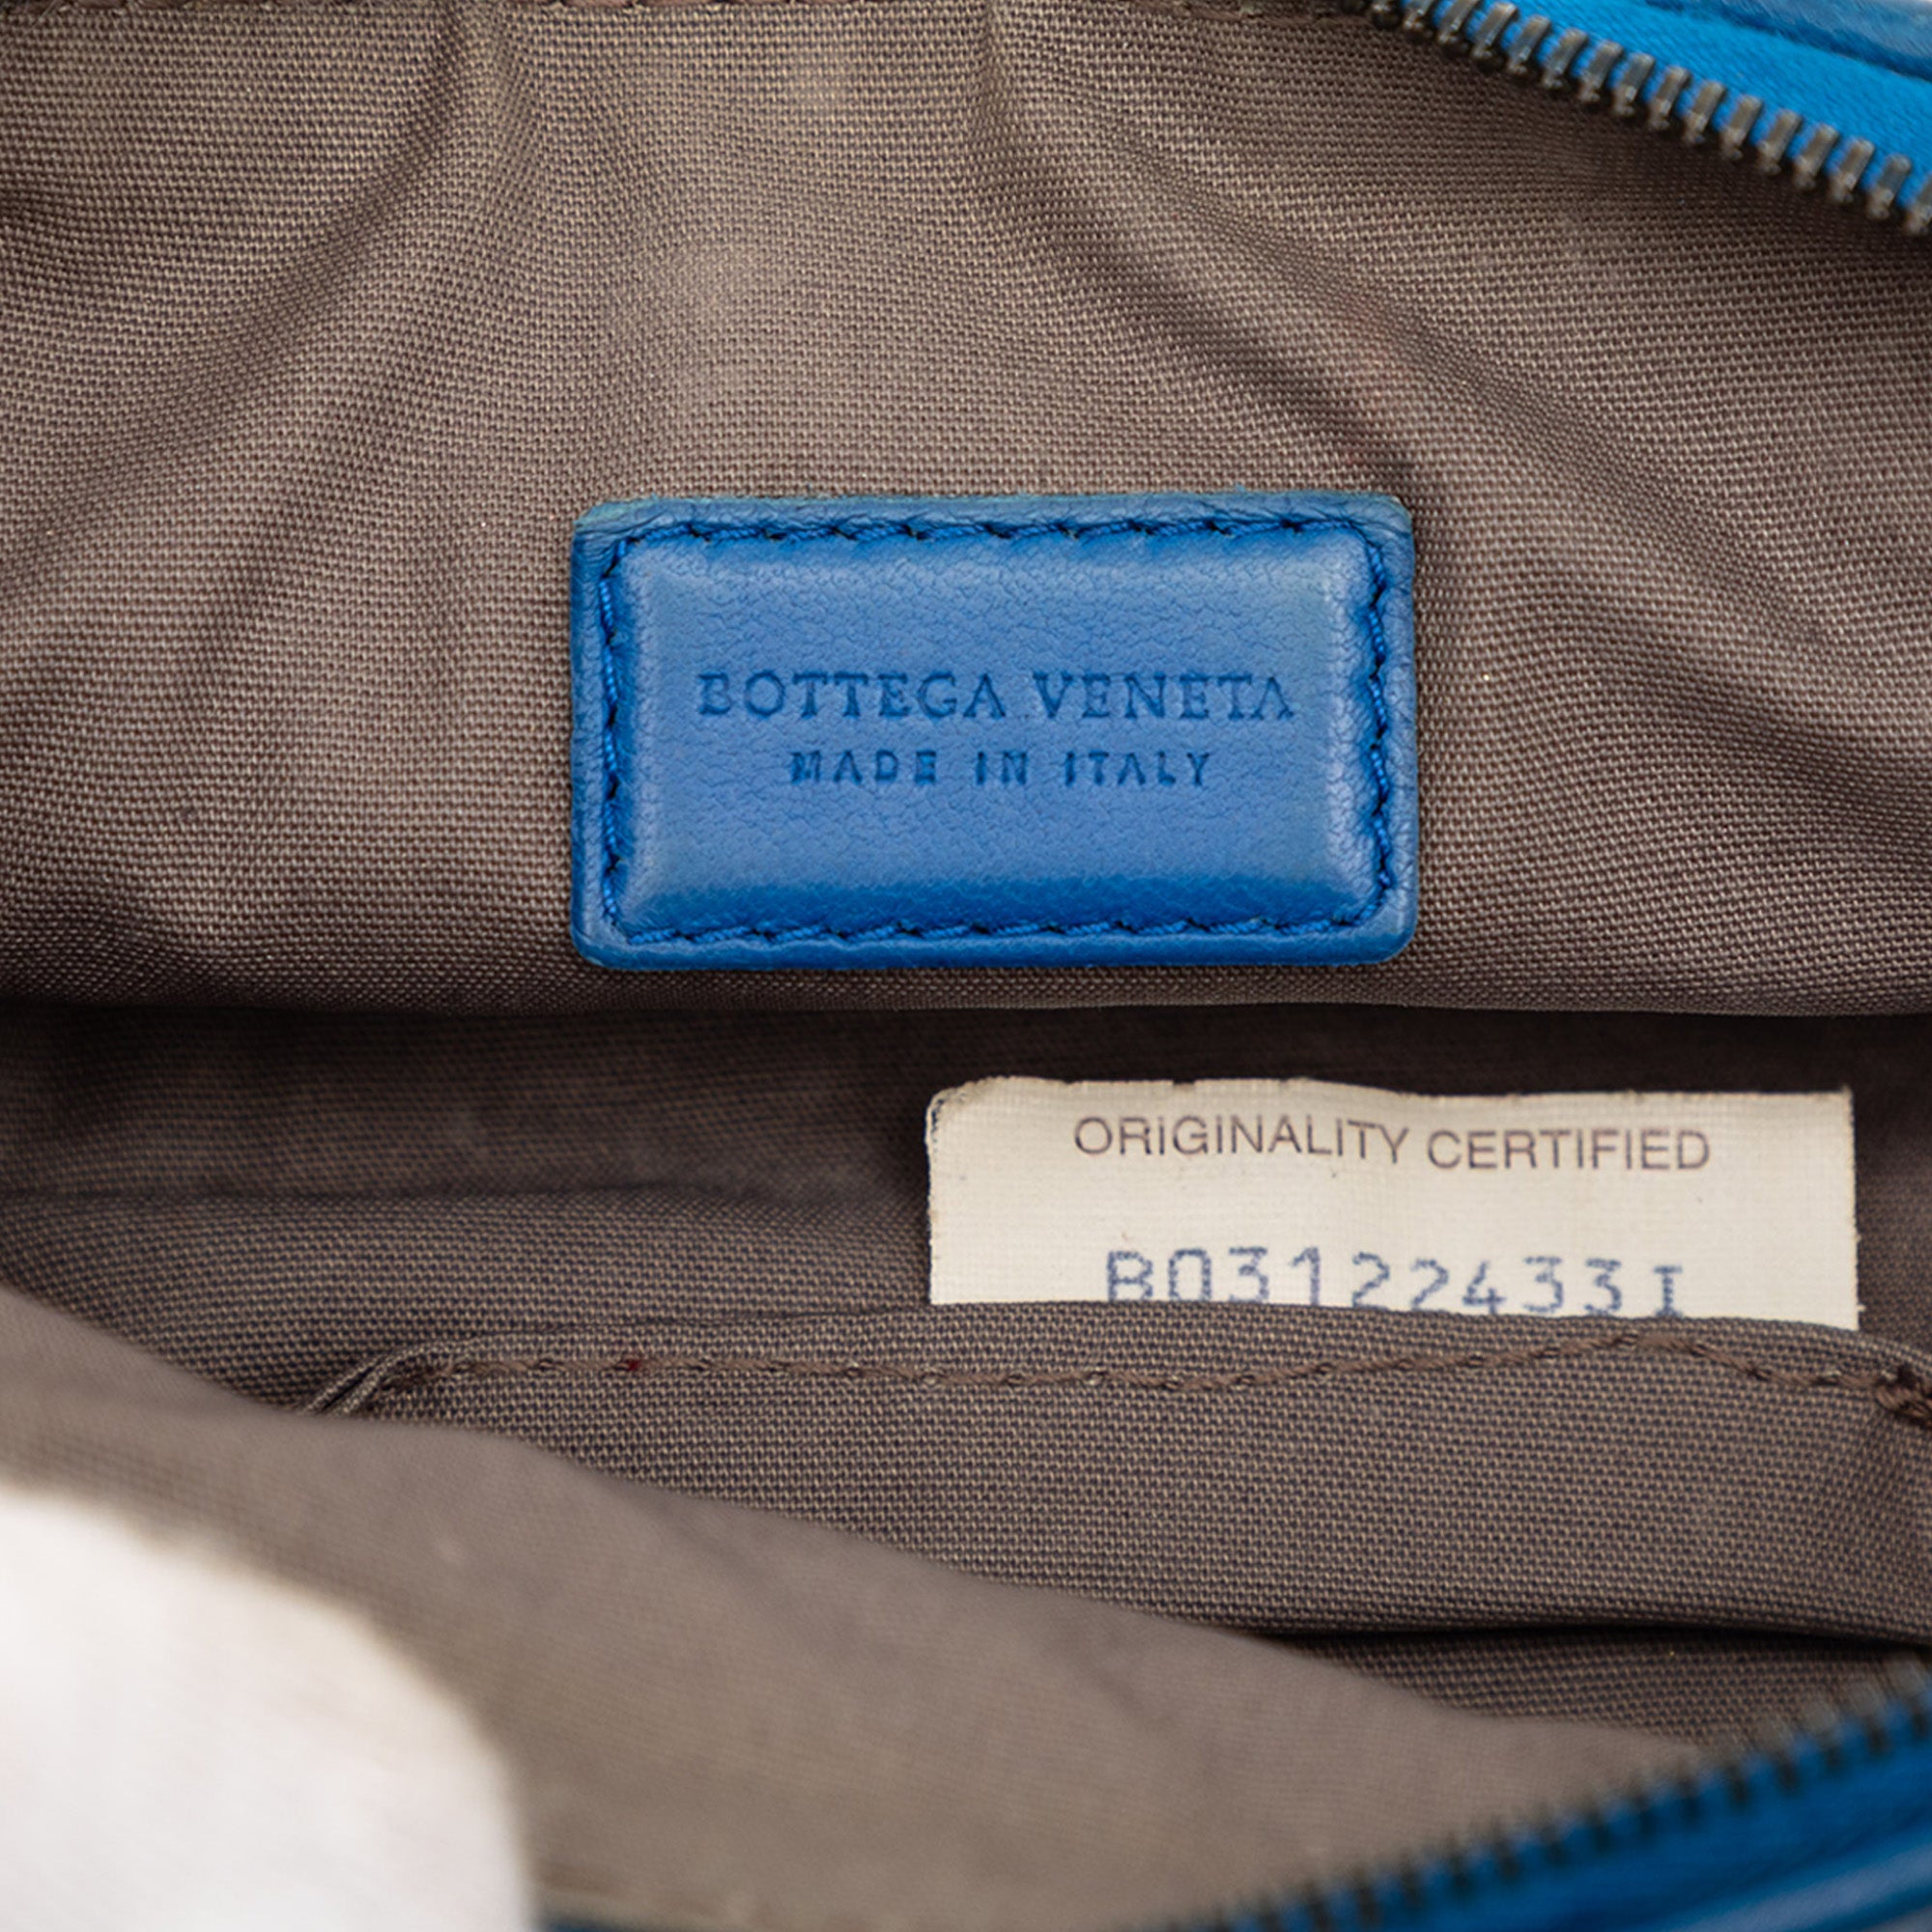 BOTTEGA VENETA
MADE IN ITALY
ORIGINALITY CERTIFIED
B03122433I